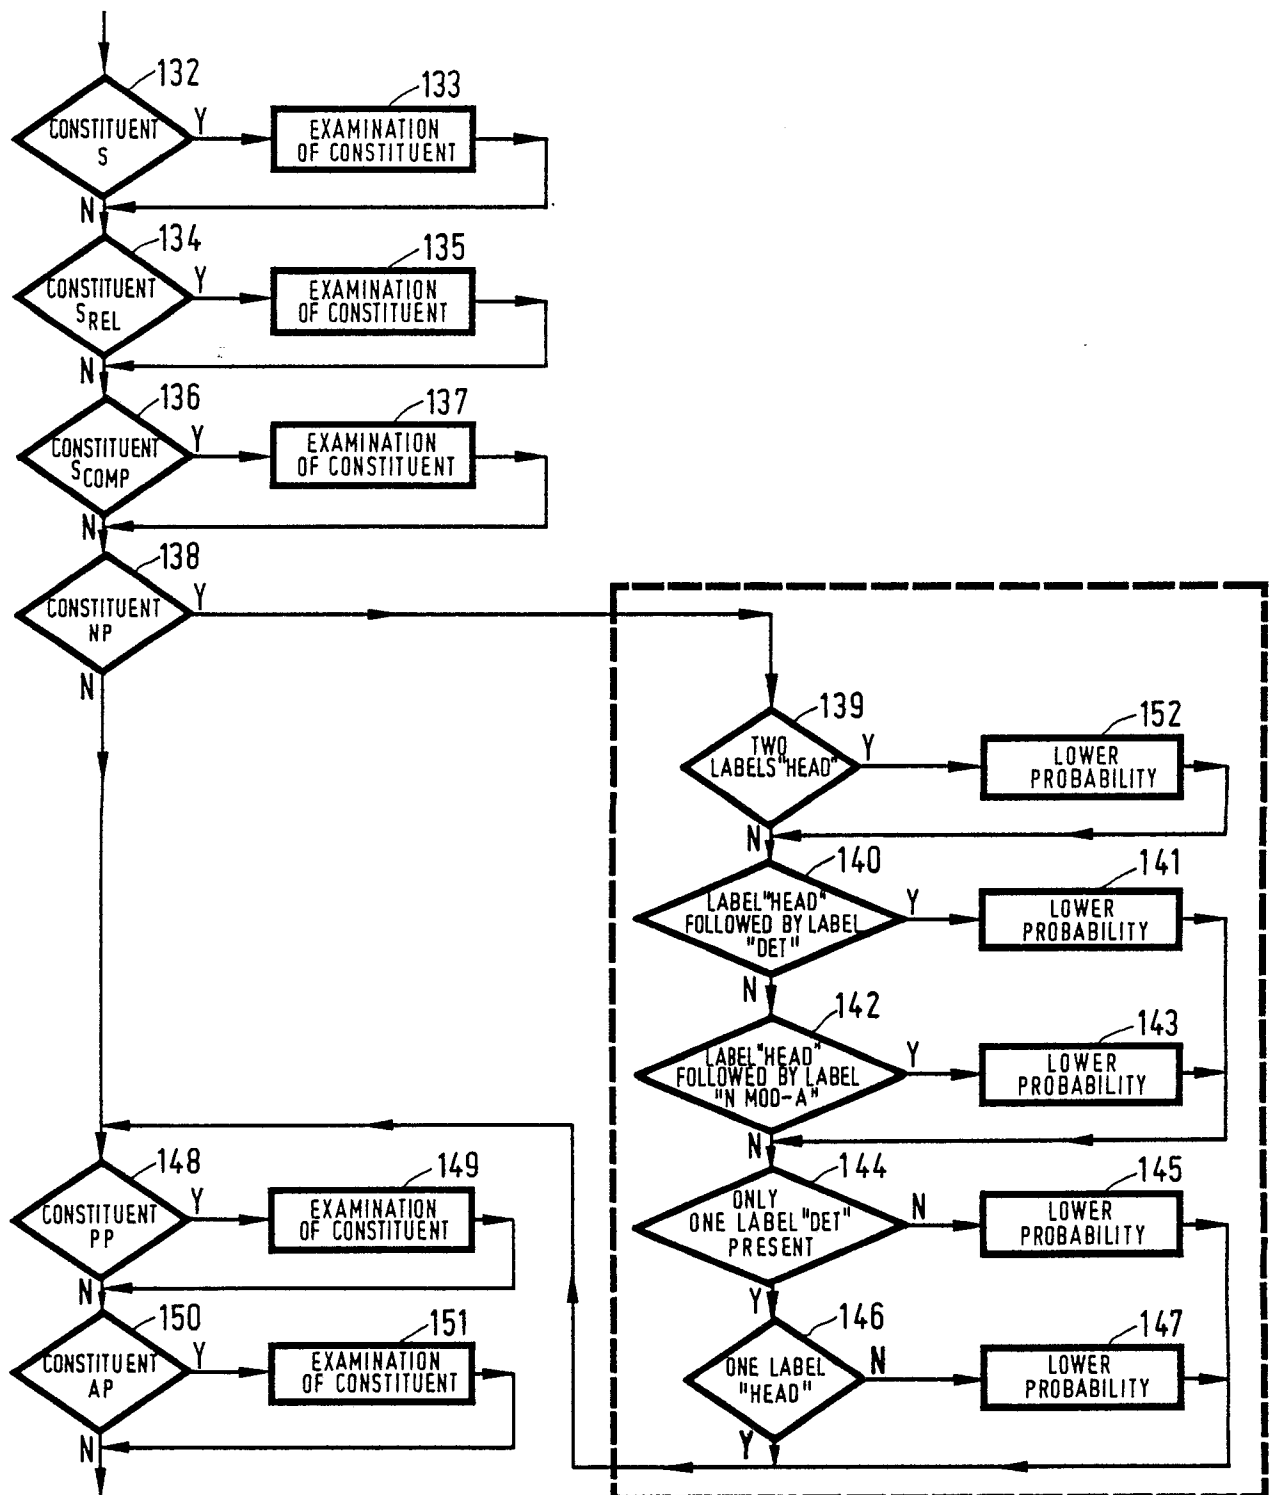 132
CONSTITUENT
S
Y
N
133
EXAMINATION
OF CONSTITUENT
134
CONSTITUENT
SREL
Y
N
135
EXAMINATION
OF CONSTITUENT
136
CONSTITUENT
SCOMP
Y
N
137
EXAMINATION
OF CONSTITUENT
138
CONSTITUENT
NP
Y
N
139
TWO
LABELS "HEAD"
Y
N
152
LOWER
PROBABILITY
140
LABEL "HEAD"
FOLLOWED BY LABEL
"DET"
Y
N
141
LOWER
PROBABILITY
142
LABEL "HEAD"
FOLLOWED BY LABEL
"N MOD-A"
Y
N
143
LOWER
PROBABILITY
144
ONLY
ONE LABEL "DET"
PRESENT
N
Y
145
LOWER
PROBABILITY
146
ONE LABEL
"HEAD"
N
Y
147
LOWER
PROBABILITY
148
CONSTITUENT
PP
Y
N
149
EXAMINATION
OF CONSTITUENT
150
CONSTITUENT
AP
Y
N
151
EXAMINATION
OF CONSTITUENT